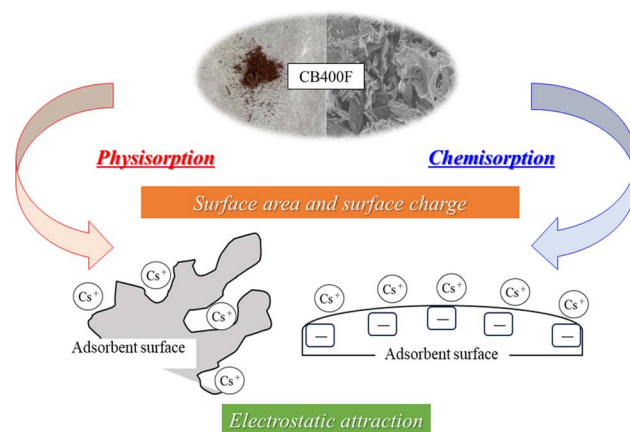 CB400F
Physisorption
Chemisorption
Surface area and surface charge
Cs⁺
Cs⁺
Cs⁺
Cs⁺
Adsorbent surface
Cs⁺
Cs⁺
Cs⁺
Cs⁺
Cs⁺
—
—
—
—
—
Adsorbent surface
Electrostatic attraction